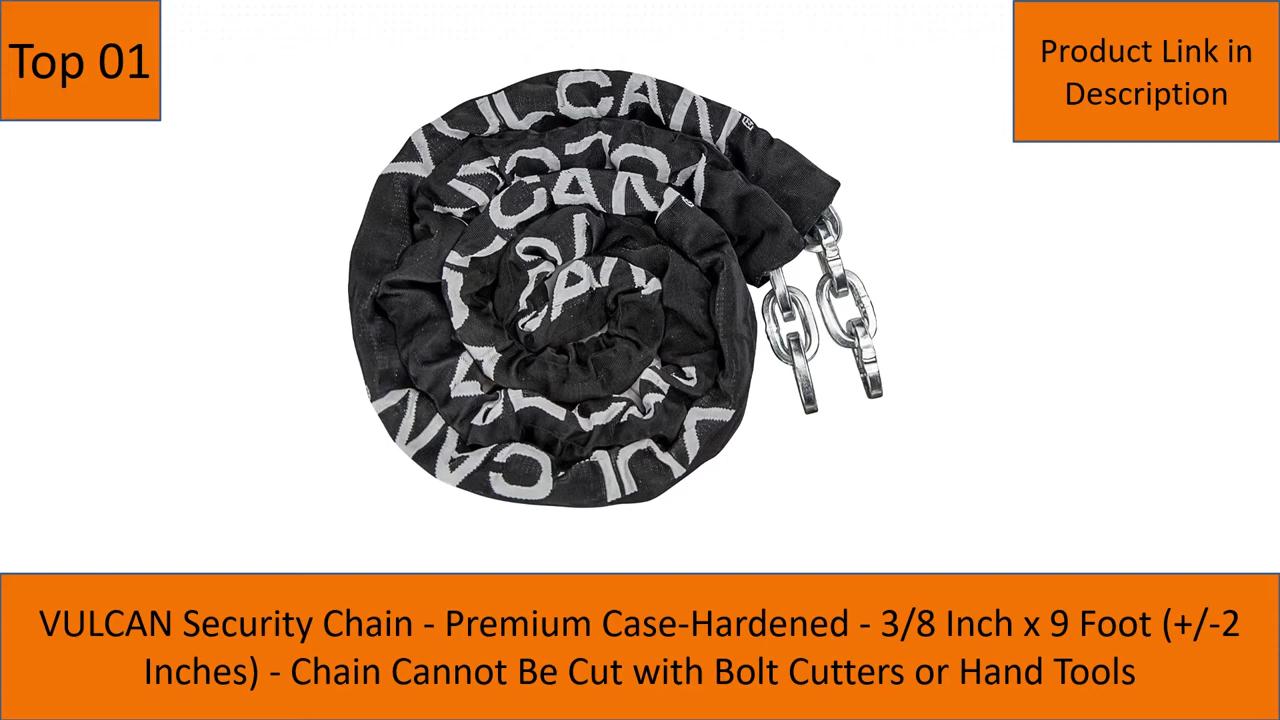 Top 01
Product Link in
Description
VULCAN
VULCAN
VULCAN Security Chain - Premium Case-Hardened - 3/8 Inch x 9 Foot (+/-2
Inches) - Chain Cannot Be Cut with Bolt Cutters or Hand Tools